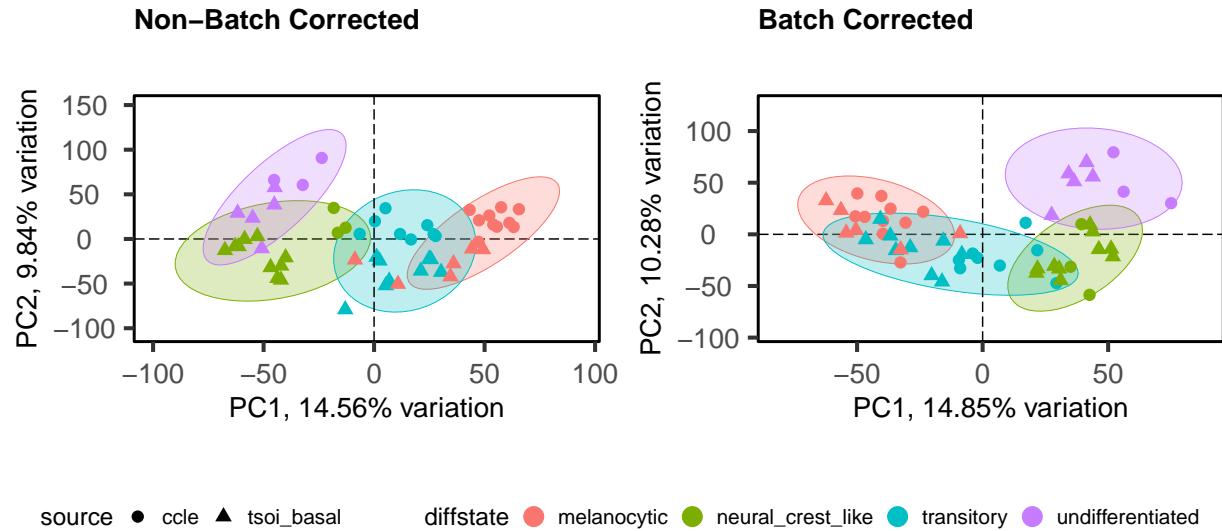 Non−Batch Corrected
Batch Corrected
PC2, 9.84% variation
150
100
50
0
−50
−100
−100 −50 0 50 100
PC1, 14.56% variation
PC2, 10.28% variation
100
50
0
−50
−100
−50 0 50
PC1, 14.85% variation
source ccle tsoi_basal diffstate melanocytic neural_crest_like transitory undifferentiated